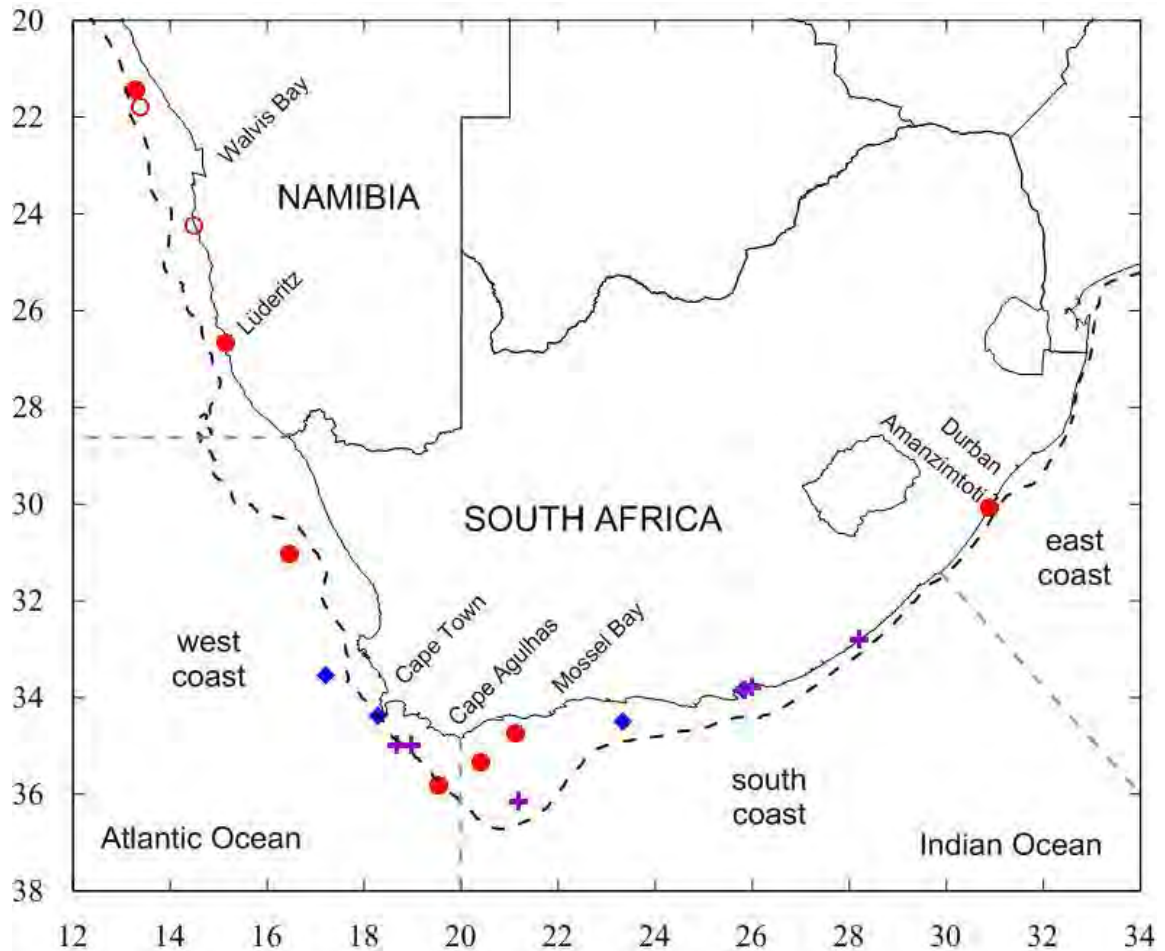 20
22
24
26
28
30
32
34
36
38
12 14 16 18 20 22 24 26 28 30 32 34
Walvis Bay
NAMIBIA
Lüderitz
Durban
Amanzimtoti
SOUTH AFRICA
east
coast
west
coast
Cape Town
Cape Agulhas
Mossel Bay
south
coast
Atlantic Ocean
Indian Ocean